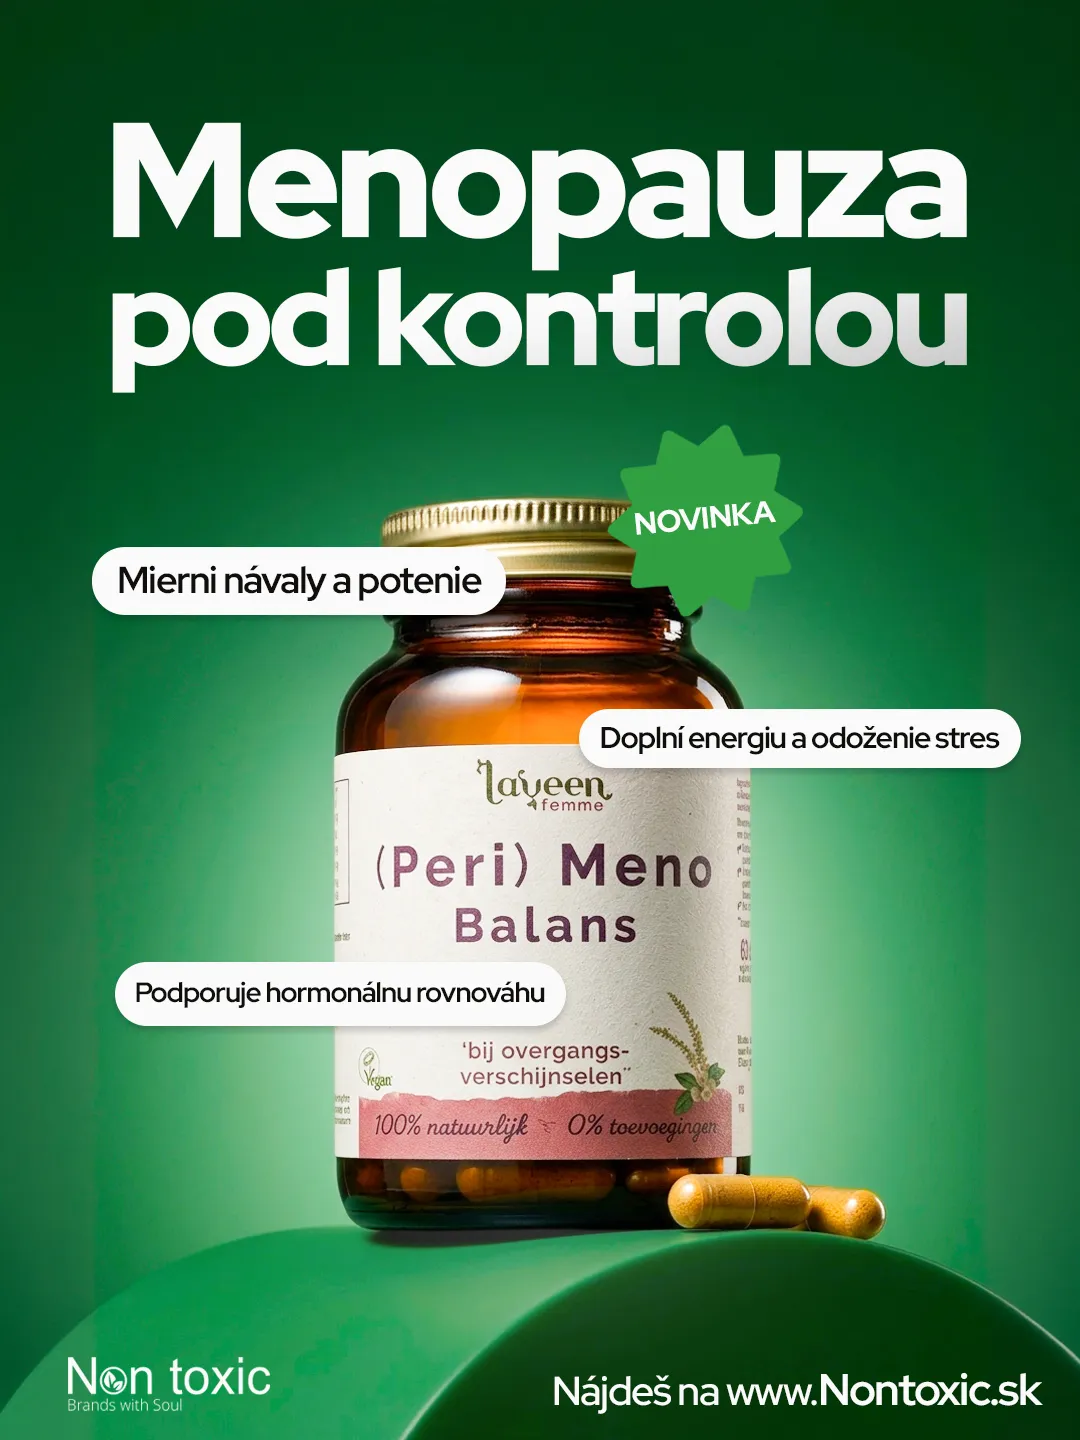 Menopauza
pod kontrolou
NOVINKA
Mierni návaly a potenie
Doplní energiu a odoženie stres
laveen
femme
(Peri) Meno
Balans
Podporuje hormonálnu rovnováhu
‘bij overgangs-
verschijnselen¨
Vegan
100% natuurlijk
0% toevoegingen
Non toxic
Brands with Soul
Nájdeš na www.Nontoxic.sk